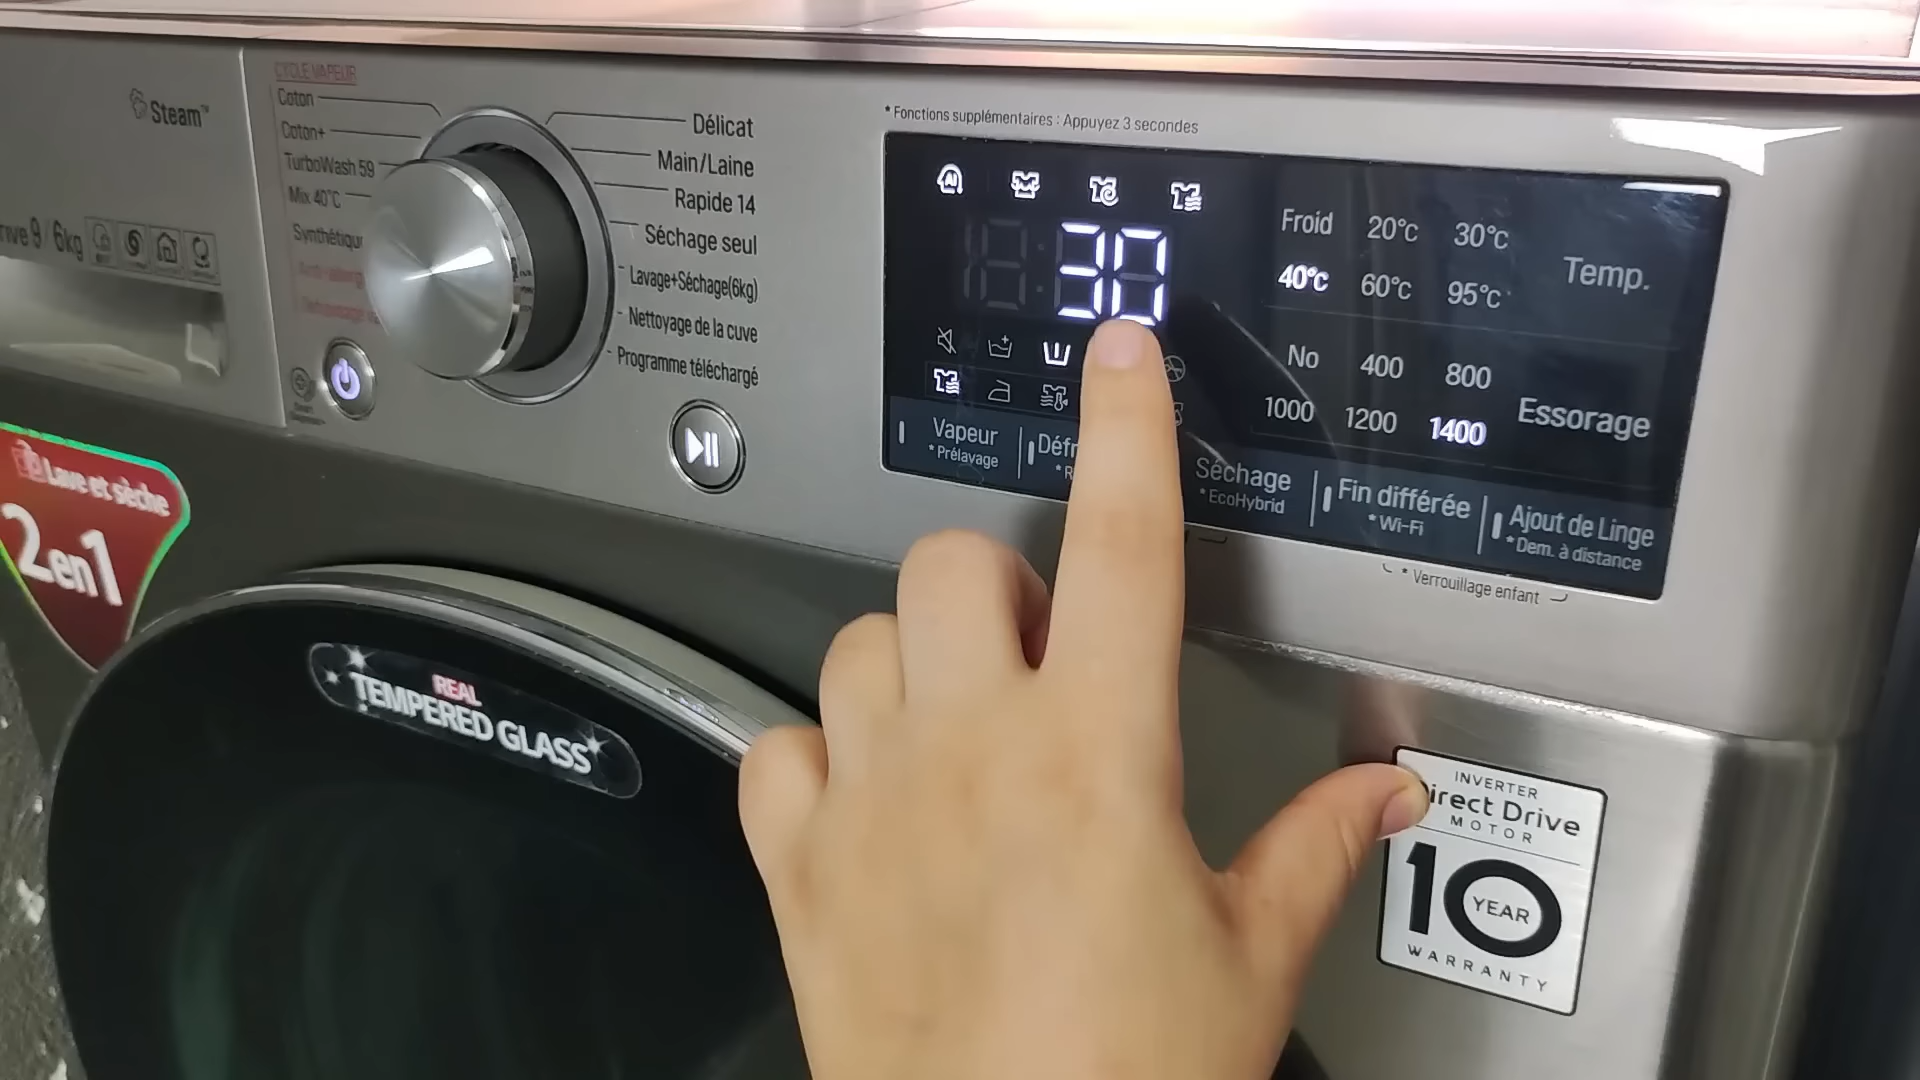 Steam™
9/6kg
Lave et sèche
2en1
CYCLE VAPEUR
Coton
Coton+
TurboWash 59
Mix 40°C
Délicat
Main/Laine
Rapide 14
Séchage seul
Lavage+Séchage(6kg)
Nettoyage de la cuve
Programme téléchargé
REAL
TEMPERED GLASS
* Fonctions supplémentaires : Appuyez 3 secondes
AI
30
Froid 20°c 30°c
40°c 60°c 95°c
Temp.
No 400 800
1000 1200 1400
Essorage
Vapeur
*Prélavage
Séchage
*EcoHybrid
Fin différée
*Wi-Fi
Ajout de Linge
*Dem. à distance
* Verrouillage enfant
INVERTER
Drive
MOTOR
10
YEAR
WARRANTY